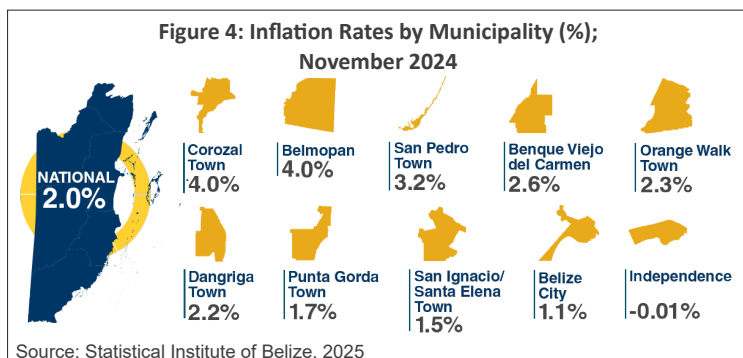 Figure 4: Inflation Rates by Municipality (%);
November 2024
NATIONAL
2.0%
Corozal
Town
4.0%
Belmopan
4.0%
San Pedro
Town
3.2%
Benque Viejo
del Carmen
2.6%
Orange Walk
Town
2.3%
Dangriga
Town
2.2%
Punta Gorda
Town
1.7%
San Ignacio/
Santa Elena
Town
1.5%
Belize
City
1.1%
Independence
-0.01%
Source: Statistical Institute of Belize, 2025